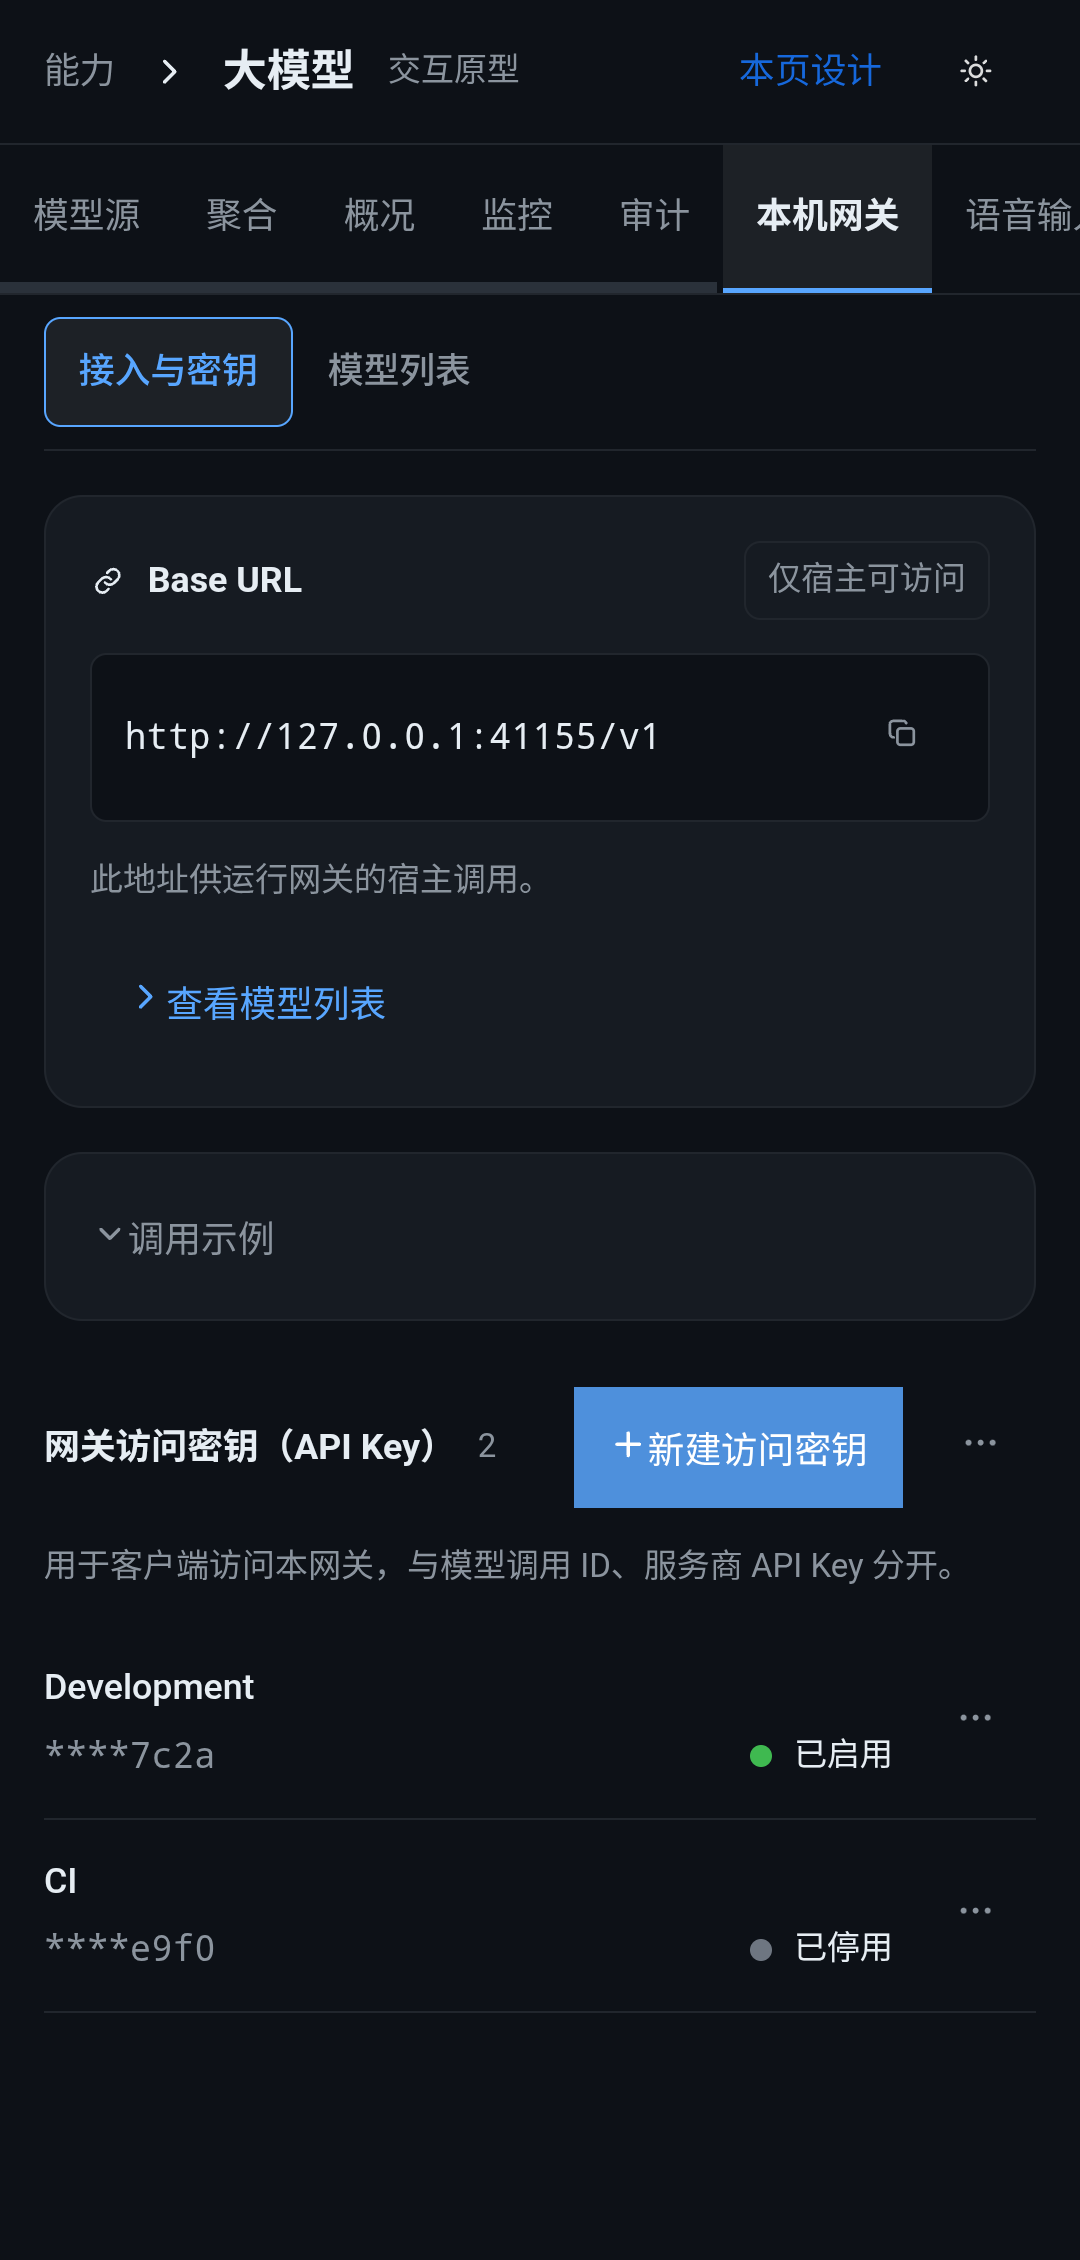 能力 大模型 交互原型 本页设计
模型源 聚合 概况 监控 审计 本机网关 语音输
接入与密钥 模型列表
Base URL 仅宿主可访问
http://127.0.0.1:41155/v1
此地址供运行网关的宿主调用。
查看模型列表
调用示例
网关访问密钥（API Key） 2 +新建访问密钥 ...
用于客户端访问本网关，与模型调用 ID、服务商 API Key 分开。
Development
****7c2a 已启用 ...
CI
****e9f0 已停用 ...